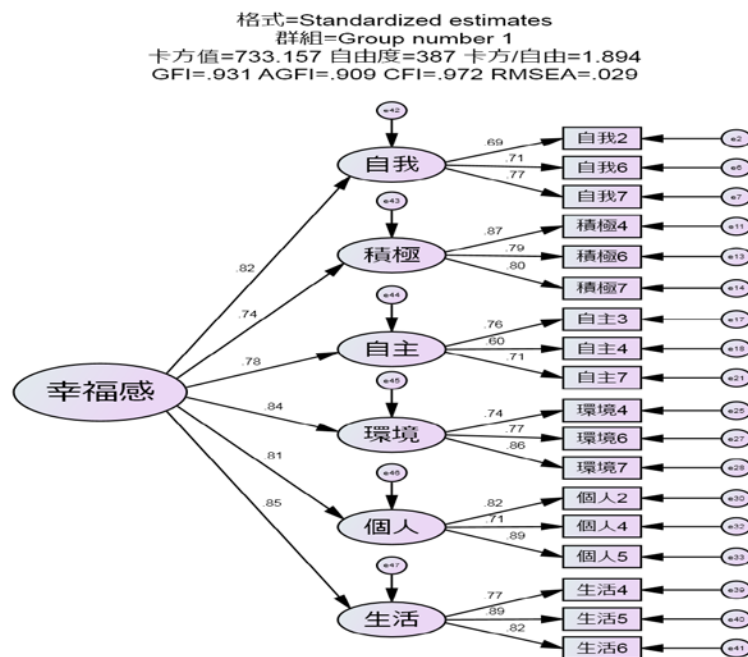 格式=Standardized estimates
群組=Group number 1
卡方值=733.157 自由度=387 卡方/自由=1.894
GFI=.931 AGFI=.909 CFI=.972 RMSEA=.029
e42
自我
.69
自我2
e2
.71
自我6
e6
.77
自我7
e7
.82
e43
積極
.87
積極4
e11
.79
積極6
e13
.80
積極7
e14
.74
e44
自主
.76
自主3
e17
.60
自主4
e18
.71
自主7
e21
.78
幸福感
e45
環境
.74
環境4
e25
.77
環境6
e27
.86
環境7
e28
.84
e46
個人
.82
個人2
e30
.71
個人4
e32
.89
個人5
e33
.81
e47
生活
.77
生活4
e39
.89
生活5
e40
.82
生活6
e41
.85